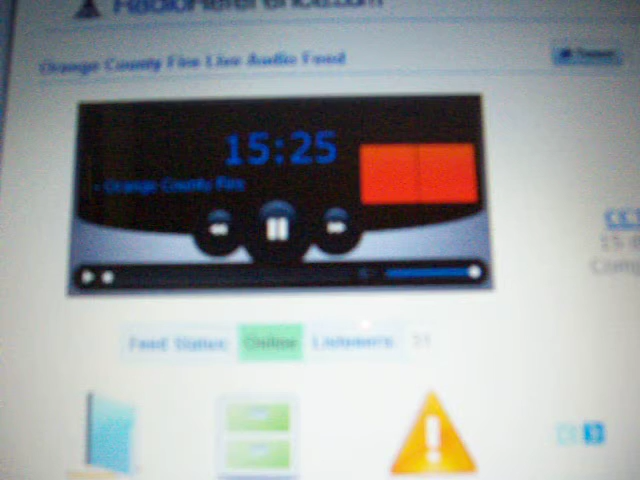 RadioReference.com
Orange County Fire Live Audio Feed
15:25
- Orange County Fire
Feed Status: Online Listeners: 31